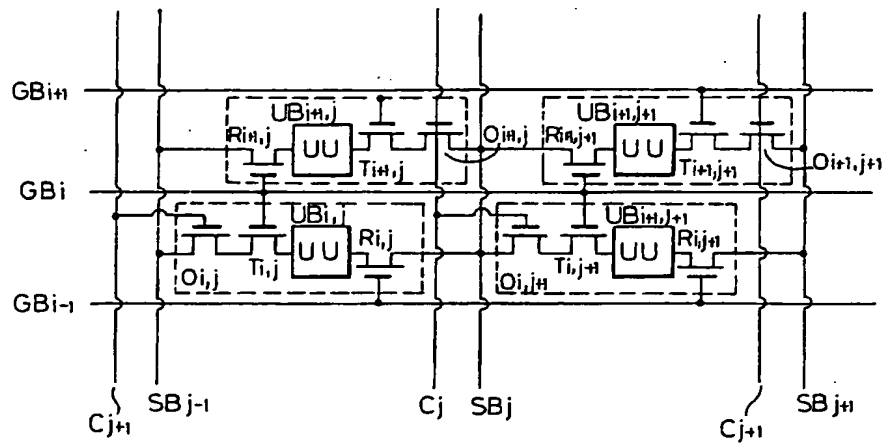 GBi+1
UBi+1,j
UBi+1,j+1
Ri+1,j
UU
Ti+1,j
Oi+1,j
Ri+1,j+1
UU
Ti+1,j+1
Oi+1,j+1
GBi
UBi,j
UBi+1,j+1
Oi,j
Ti,j
UU
Ri,j
Oi,j+1
Ti,j+1
UU
Ri,j+1
GBi-1
Cj+1
SBj-1
Cj
SBj
Cj+1
SBj+1